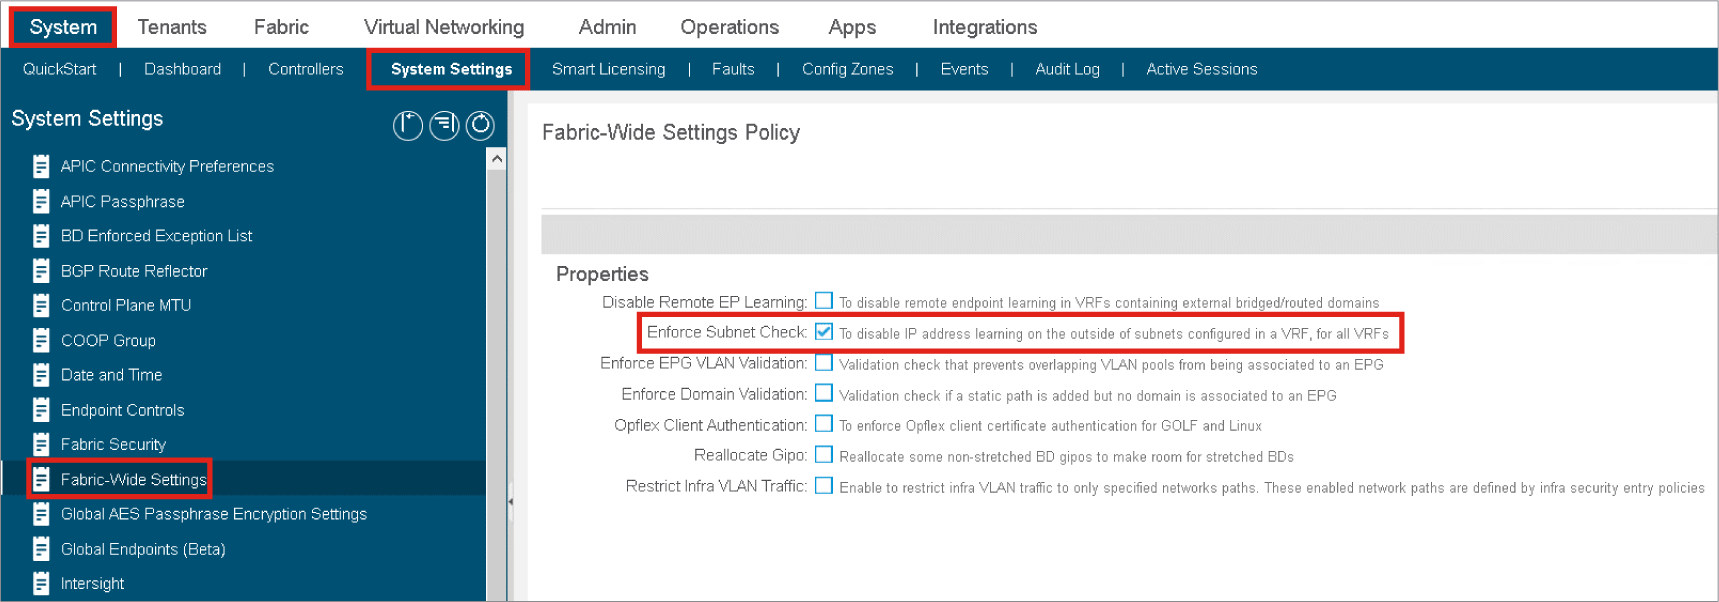 System Tenants Fabric Virtual Networking Admin Operations Apps Integrations
QuickStart | Dashboard | Controllers System Settings Smart Licensing | Faults | Config Zones | Events | Audit Log | Active Sessions
System Settings
APIC Connectivity Preferences
APIC Passphrase
BD Enforced Exception List
BGP Route Reflector
Control Plane MTU
COOP Group
Date and Time
Endpoint Controls
Fabric Security
Fabric-Wide Settings
Global AES Passphrase Encryption Settings
Global Endpoints (Beta)
Intersight
Fabric-Wide Settings Policy
Properties
Disable Remote EP Learning: To disable remote endpoint learning in VRFs containing external bridged/routed domains
Enforce Subnet Check: To disable IP address learning on the outside of subnets configured in a VRF, for all VRFs
Enforce EPG VLAN Validation: Validation check that prevents overlapping VLAN pools from being associated to an EPG
Enforce Domain Validation: Validation check if a static path is added but no domain is associated to an EPG
Opflex Client Authentication: To enforce Opflex client certificate authentication for GOLF and Linux
Reallocate Gipo: Reallocate some non-stretched BD gipos to make room for stretched BDs
Restrict Infra VLAN Traffic: Enable to restrict infra VLAN traffic to only specified networks paths. These enabled network paths are defined by infra security entry policies